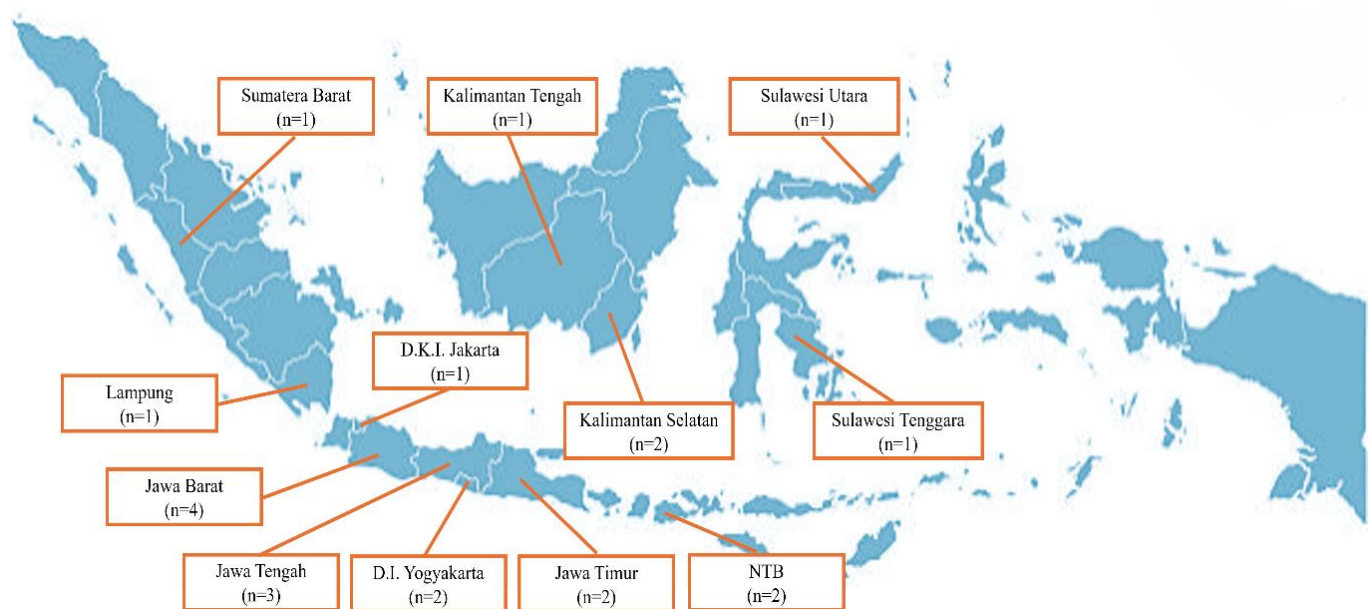 Sumatera Barat
(n=1)
Kalimantan Tengah
(n=1)
Sulawesi Utara
(n=1)
D.K.I. Jakarta
(n=1)
Lampung
(n=1)
Kalimantan Selatan
(n=2)
Sulawesi Tenggara
(n=1)
Jawa Barat
(n=4)
Jawa Tengah
(n=3)
D.I. Yogyakarta
(n=2)
Jawa Timur
(n=2)
NTB
(n=2)